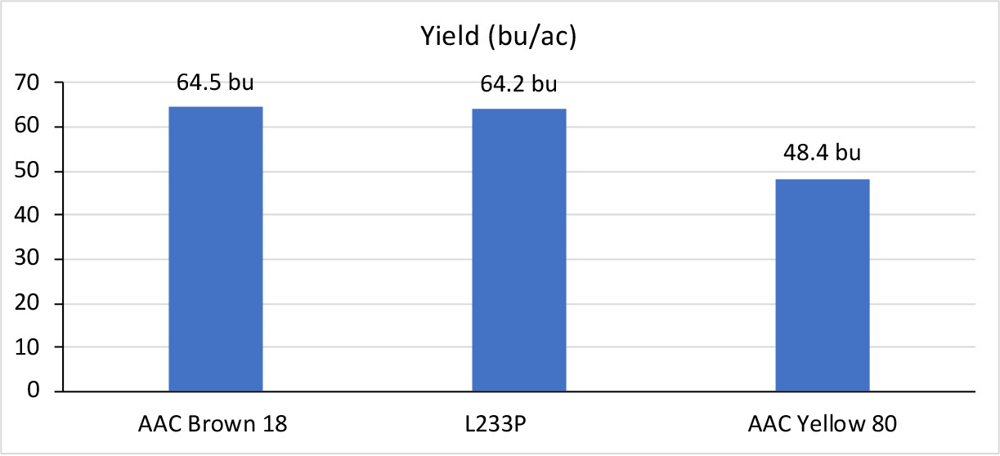 Yield (bu/ac)
70
60
50
40
30
20
10
0
64.5 bu
64.2 bu
48.4 bu
AAC Brown 18
L233P
AAC Yellow 80